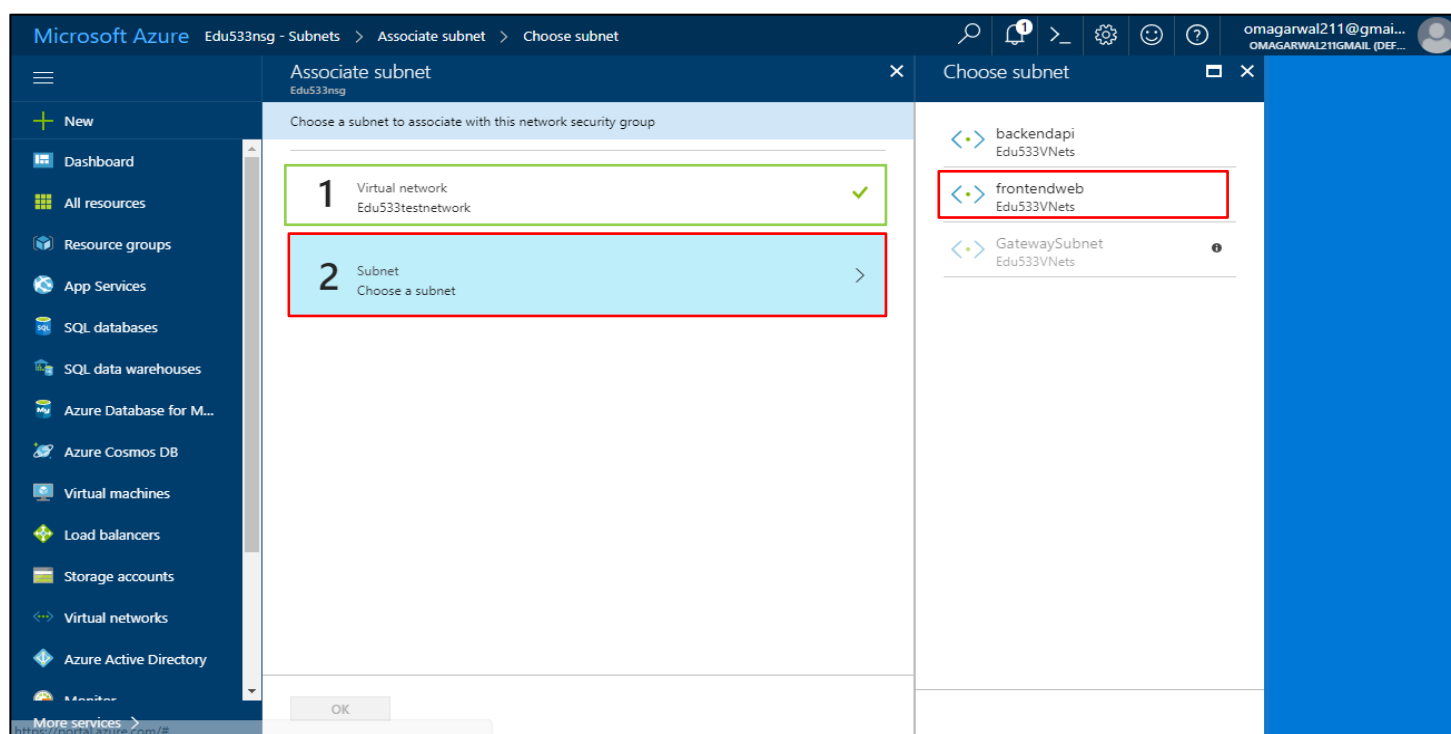 Microsoft Azure Edu533nsg - Subnets > Associate subnet > Choose subnet
1
omagarwal211@gmai...
OMAGARWAL211GMAIL (DEF...
New
Dashboard
All resources
Resource groups
App Services
SQL databases
SQL data warehouses
Azure Database for M...
Azure Cosmos DB
Virtual machines
Load balancers
Storage accounts
Virtual networks
Azure Active Directory
Monitor
More services >
https://portal.azure.com/#
Associate subnet
Edu533nsg
Choose a subnet to associate with this network security group
1
Virtual network
Edu533testnetwork
2
Subnet
Choose a subnet
OK
Choose subnet
backendapi
Edu533VNets
frontendweb
Edu533VNets
GatewaySubnet
Edu533VNets